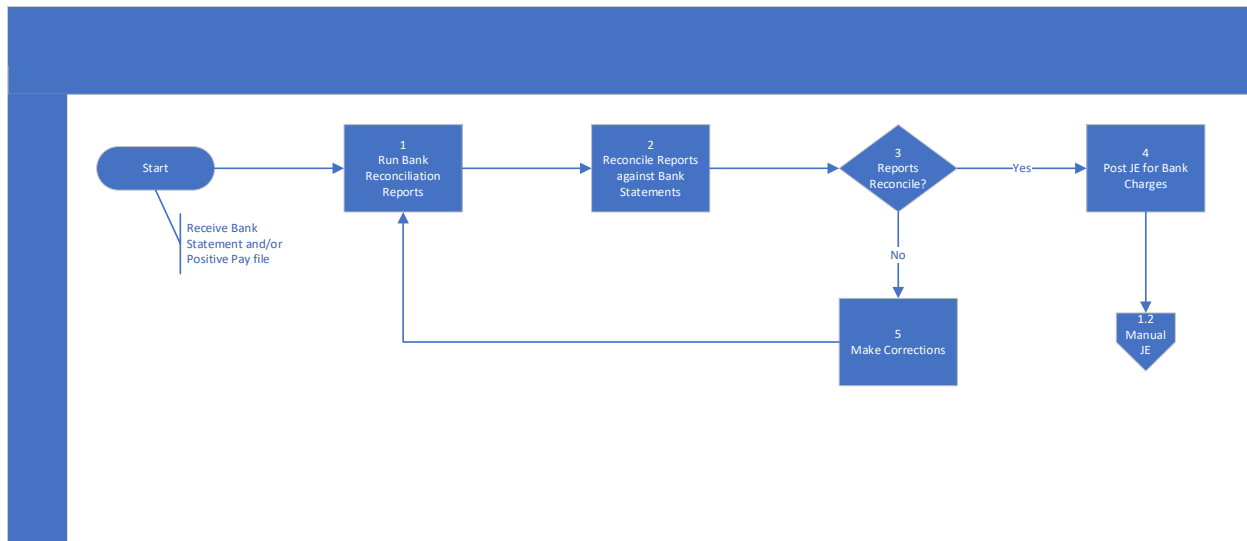 Start
Receive Bank
Statement and/or
Positive Pay file
1
Run Bank
Reconciliation
Reports
2
Reconcile Reports
against Bank
Statements
3
Reports
Reconcile?
Yes
4
Post JE for Bank
Charges
No
5
Make Corrections
1.2
Manual
JE